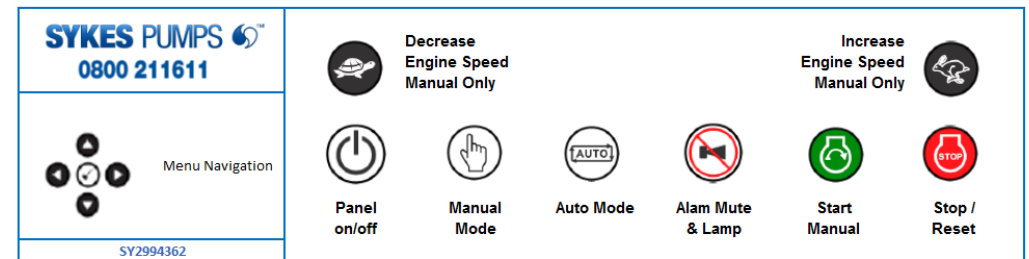 SYKES PUMPS ™
0800 211611
Menu Navigation
SY2994362
Decrease
Engine Speed
Manual Only
Increase
Engine Speed
Manual Only
AUTO
STOP
Panel
on/off
Manual
Mode
Auto Mode
Alam Mute
& Lamp
Start
Manual
Stop /
Reset